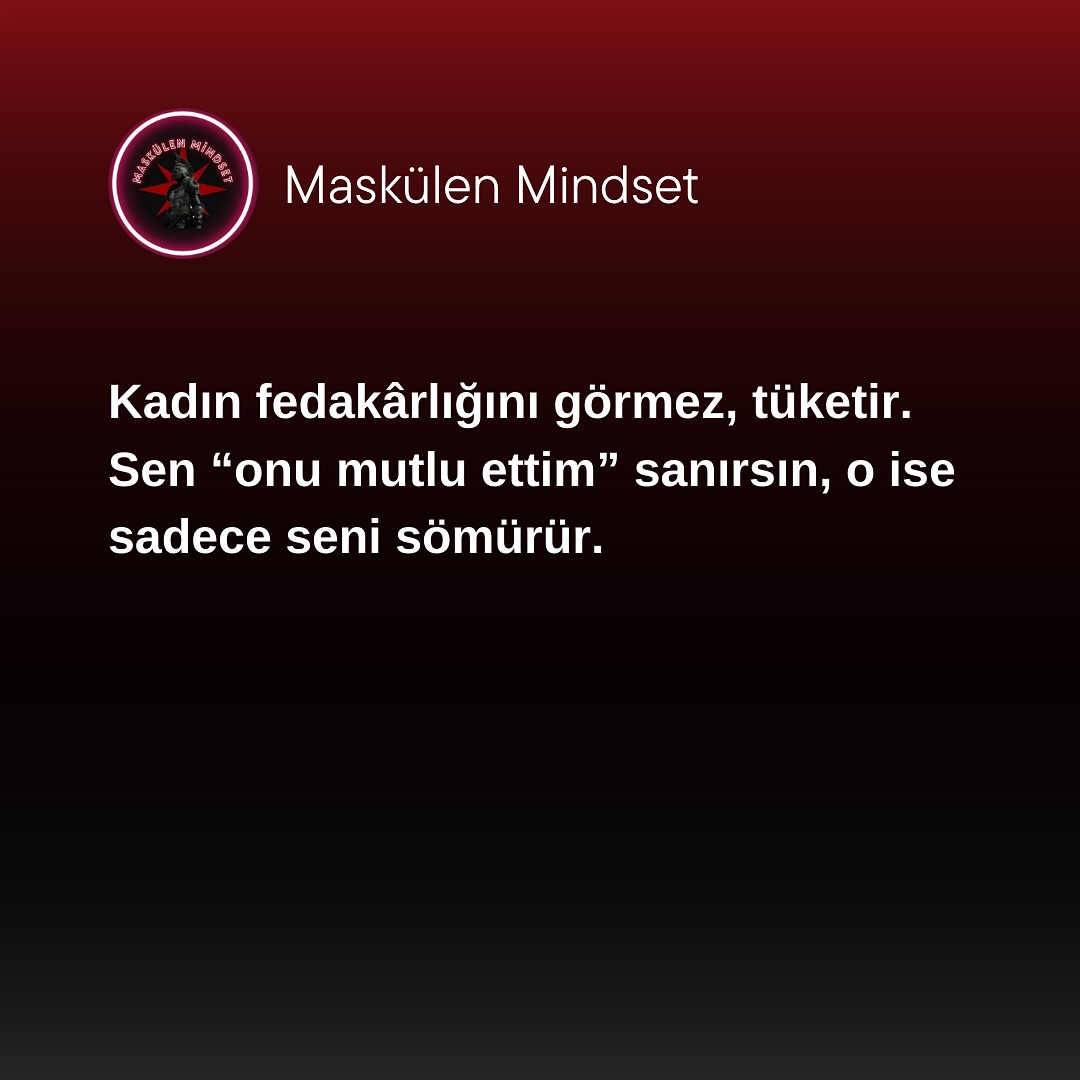 MASKÜLEN MİNDSET
Maskülen Mindset
Kadın fedakârlığını görmez, tüketir.
Sen “onu mutlu ettim” sanırsın, o ise
sadece seni sömürür.